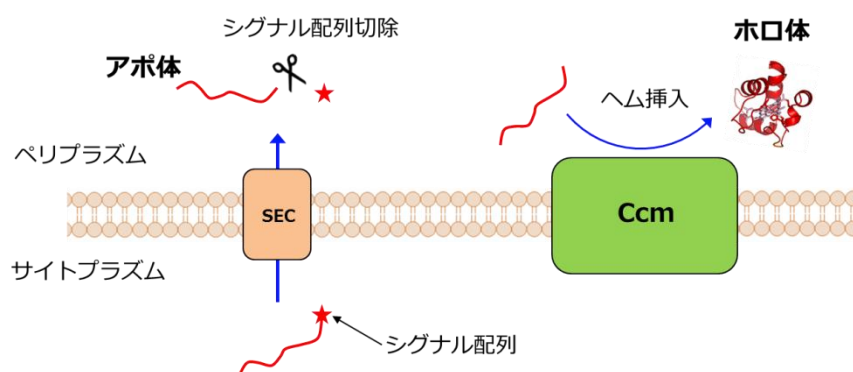 シグナル配列切除
アポ体
ホロ体
ヘム挿入
ペリプラズム
SEC
Ccm
サイトプラズム
シグナル配列